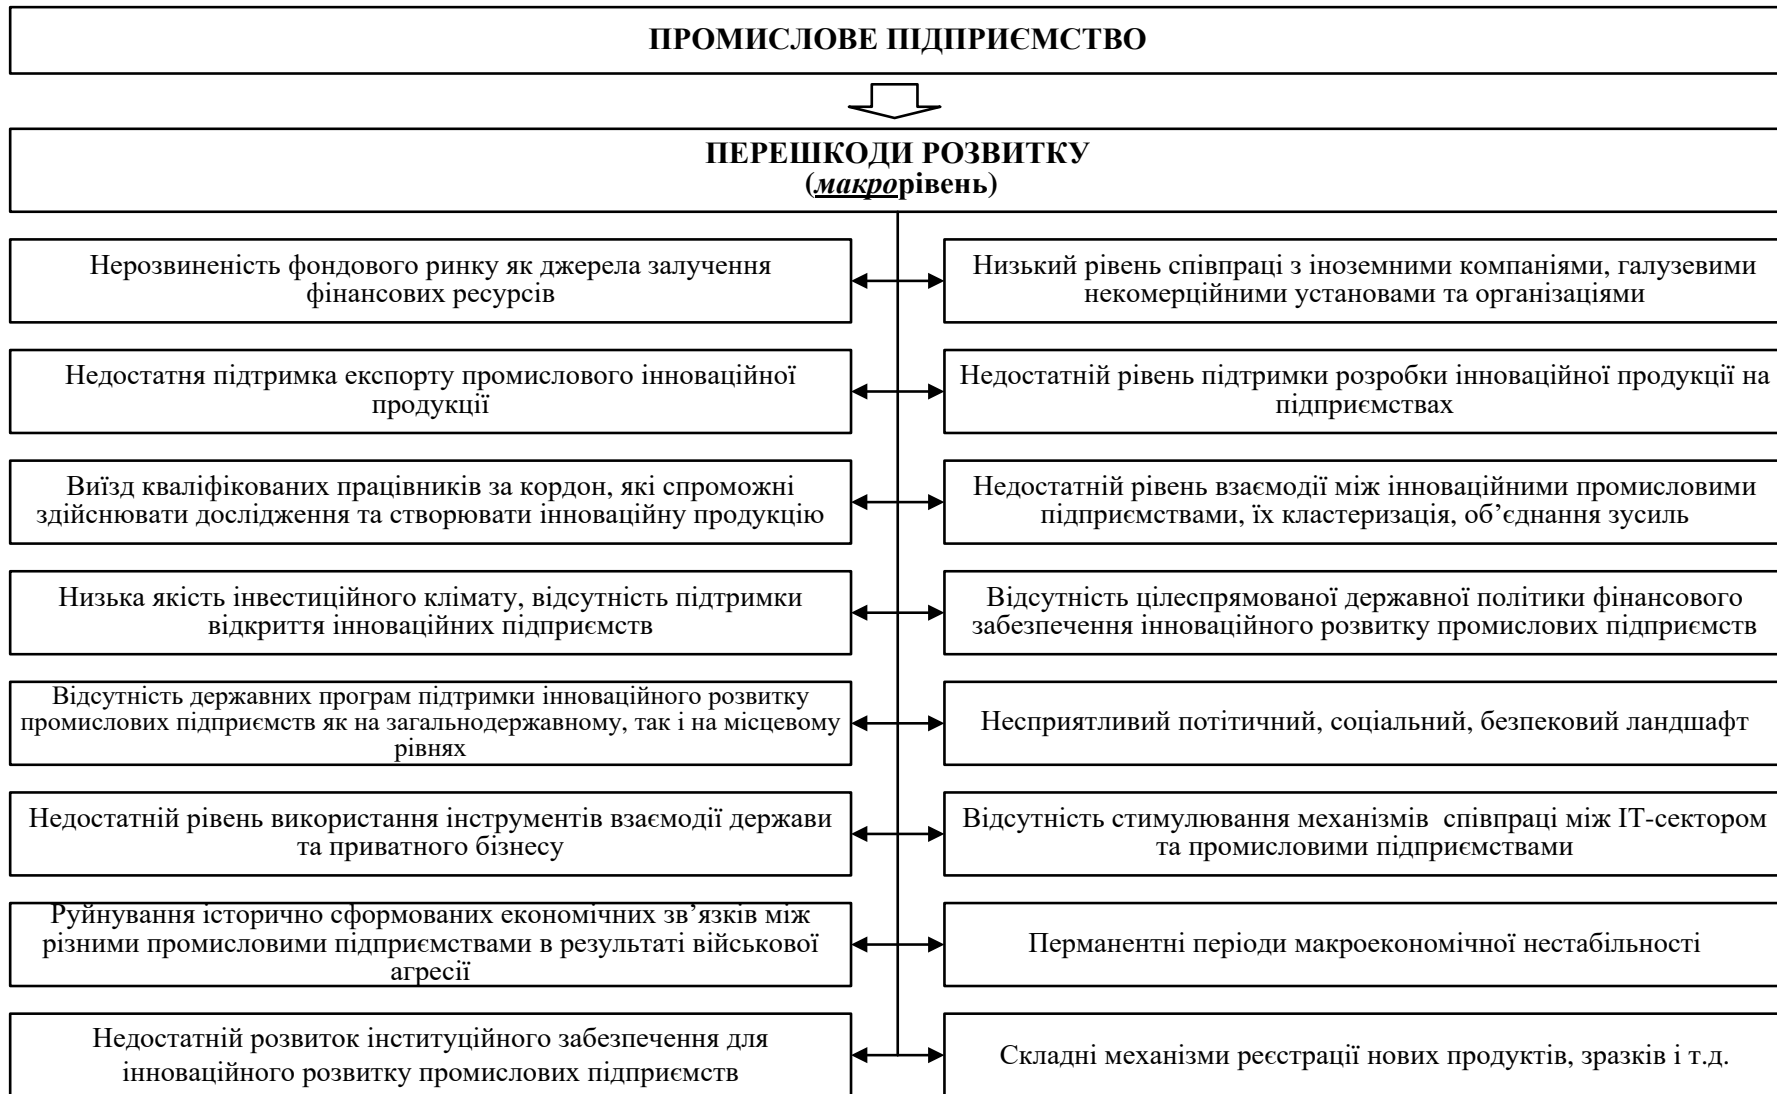 ПРОМИСЛОВЕ ПІДПРИЄМСТВО
ПЕРЕШКОДИ РОЗВИТКУ
(макрорівень)
Нерозвиненість фондового ринку як джерела залучення
фінансових ресурсів
Низький рівень співпраці з іноземними компаніями, галузевими
некомерційними установами та організаціями
Недостатня підтримка експорту промислового інноваційної
продукції
Недостатній рівень підтримки розробки інноваційної продукції на
підприємствах
Виїзд кваліфікованих працівників за кордон, які спроможні
здійснювати дослідження та створювати інноваційну продукцію
Недостатній рівень взаємодії між інноваційними промисловими
підприємствами, їх кластеризація, об’єднання зусиль
Низька якість інвестиційного клімату, відсутність підтримки
відкриття інноваційних підприємств
Відсутність цілеспрямованої державної політики фінансового
забезпечення інноваційного розвитку промислових підприємств
Відсутність державних програм підтримки інноваційного розвитку
промислових підприємств як на загальнодержавному, так і на місцевому
рівнях
Несприятливий потітичний, соціальний, безпековий ландшафт
Недостатній рівень використання інструментів взаємодії держави
та приватного бізнесу
Відсутність стимулювання механізмів співпраці між ІТ-сектором
та промисловими підприємствами
Руйнування історично сформованих економічних зв’язків між
різними промисловими підприємствами в результаті військової
агресії
Перманентні періоди макроекономічної нестабільності
Недостатній розвиток інституційного забезпечення для
інноваційного розвитку промислових підприємств
Складні механізми реєстрації нових продуктів, зразків і т.д.